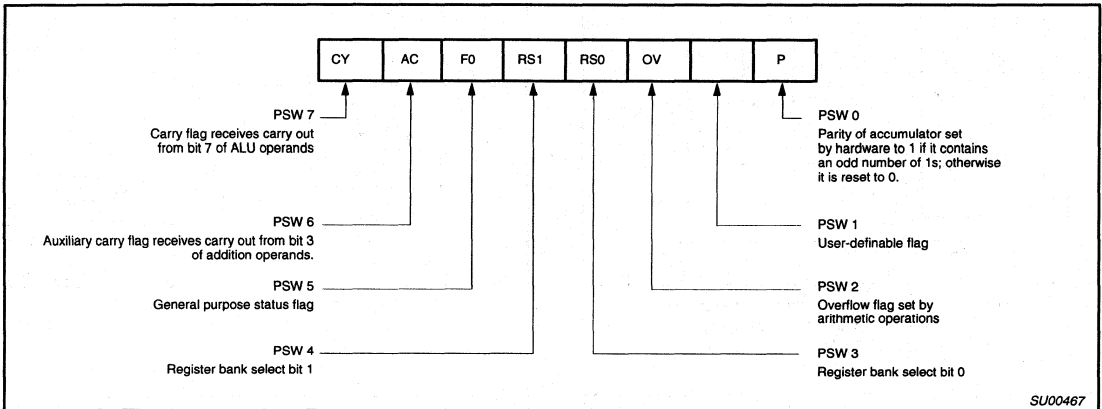 CY AC F0 RS1 RS0 OV P
PSW 7
Carry flag receives carry out
from bit 7 of ALU operands
PSW 6
Auxiliary carry flag receives carry out from bit 3
of addition operands.
PSW 5
General purpose status flag
PSW 4
Register bank select bit 1
PSW 0
Parity of accumulator set
by hardware to 1 if it contains
an odd number of 1s; otherwise
it is reset to 0.
PSW 1
User-definable flag
PSW 2
Overflow flag set by
arithmetic operations
PSW 3
Register bank select bit 0
SU00467